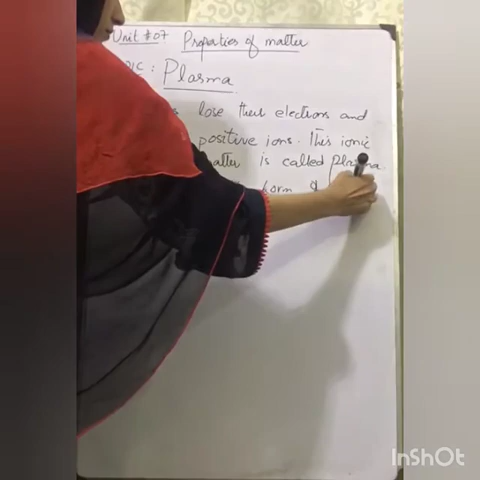 Unit #07 Properties of matter
: Plasma
lose their electrons and
positive ions. This ionic
is called plasma
form
InShOt